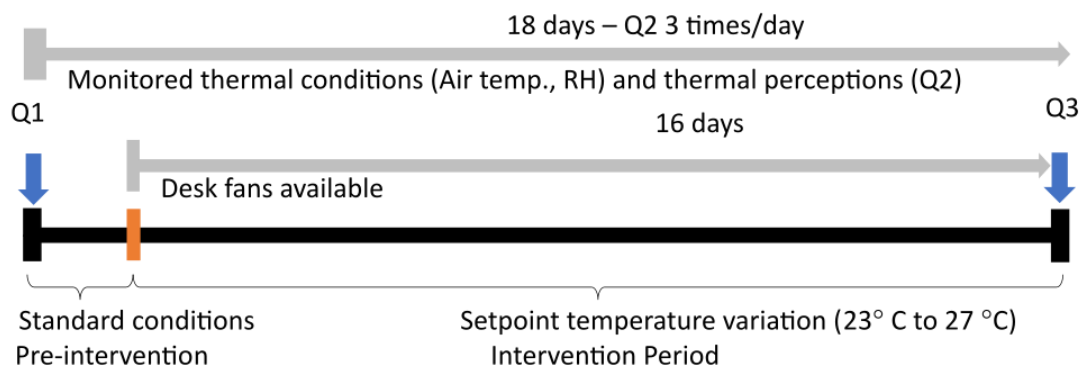 18 days – Q2 3 times/day
Monitored thermal conditions (Air temp., RH) and thermal perceptions (Q2)
Q1
Q3
16 days
Desk fans available
Standard conditions
Pre-intervention
Setpoint temperature variation (23° C to 27 °C)
Intervention Period